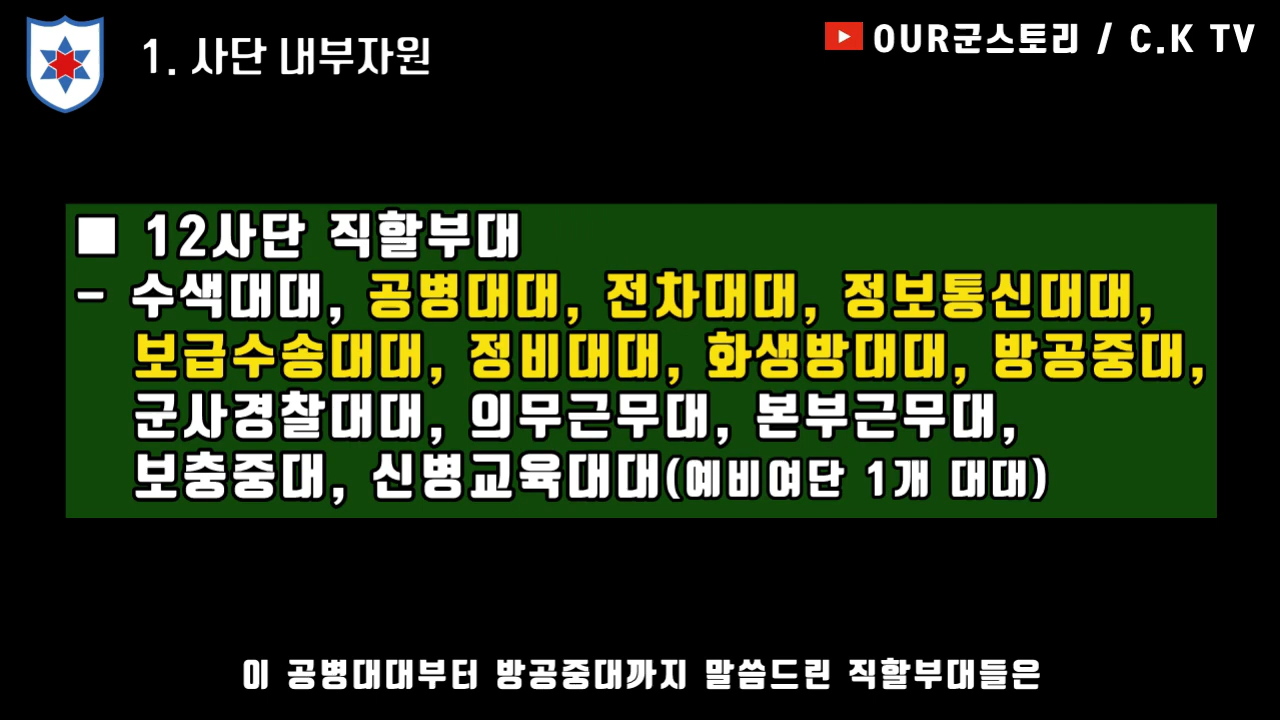 1. 사단 내부자원
OUR군스토리 / C.K TV
■ 12사단 직할부대
- 수색대대, 공병대대, 전차대대, 정보통신대대,
보급수송대대, 정비대대, 화생방대대, 방공중대,
군사경찰대대, 의무근무대, 본부근무대,
보충중대, 신병교육대대(예비여단 1개 대대)
이 공병대대부터 방공중대까지 말씀드린 직할부대들은